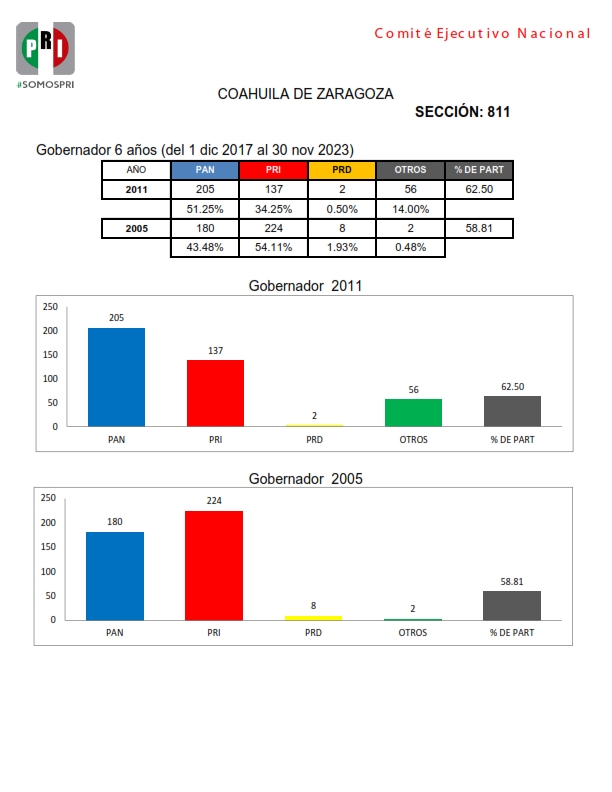 PRI
#SOMOSPRI
Comité Ejecutivo Nacional
COAHUILA DE ZARAGOZA
SECCIÓN: 811
Gobernador 6 años (del 1 dic 2017 al 30 nov 2023)
AÑO PAN PRI PRD OTROS % DE PART
2011 205 137 2 56 62.50
51.25% 34.25% 0.50% 14.00%
2005 180 224 8 2 58.81
43.48% 54.11% 1.93% 0.48%
Gobernador 2011
250
200
150
100
50
0
205
137
2
56
62.50
PAN PRI PRD OTROS % DE PART
Gobernador 2005
250
200
150
100
50
0
180
224
8
2
58.81
PAN PRI PRD OTROS % DE PART